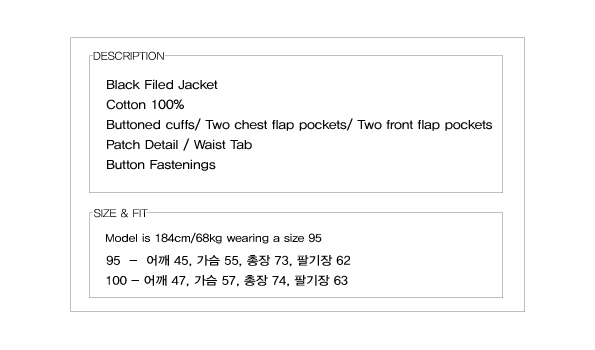 DESCRIPTION
Black Filed Jacket
Cotton 100%
Buttoned cuffs/ Two chest flap pockets/ Two front flap pockets
Patch Detail / Waist Tab
Button Fastenings
SIZE & FIT
Model is 184cm/68kg wearing a size 95
95 – 어깨 45, 가슴 55, 총장 73, 팔기장 62
100 – 어깨 47, 가슴 57, 총장 74, 팔기장 63